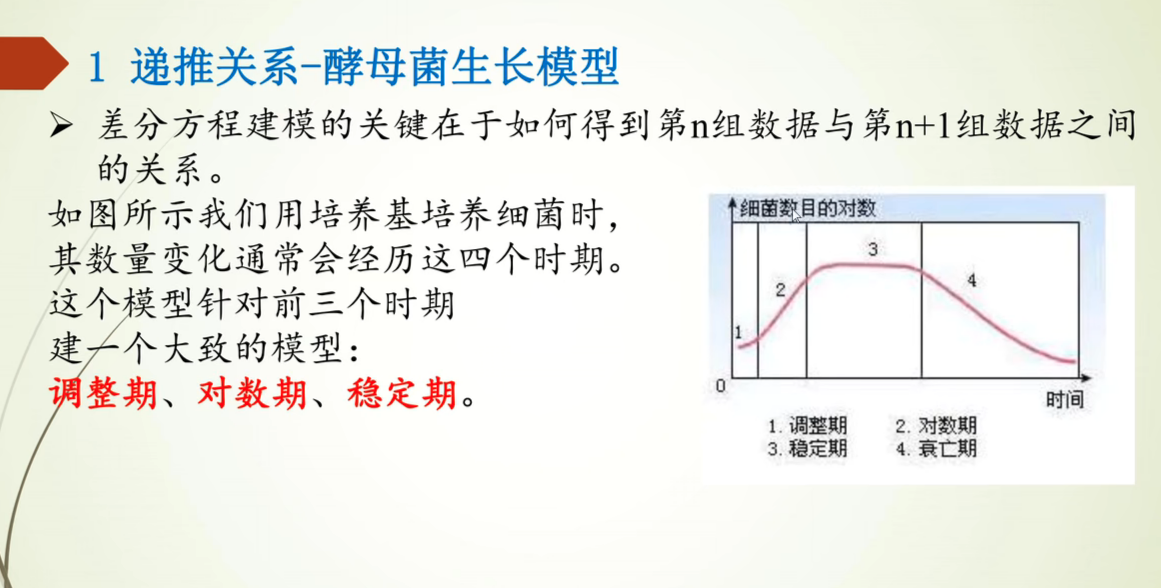 1 递推关系-酵母菌生长模型
➢ 差分方程建模的关键在于如何得到第n组数据与第n+1组数据之间
的关系。
如图所示我们用培养基培养细菌时，
其数量变化通常会经历这四个时期。
这个模型针对前三个时期
建一个大致的模型：
调整期、对数期、稳定期。
细菌数目的对数
3
2
4
1
0
时间
1. 调整期 2. 对数期
3. 稳定期 4. 衰亡期